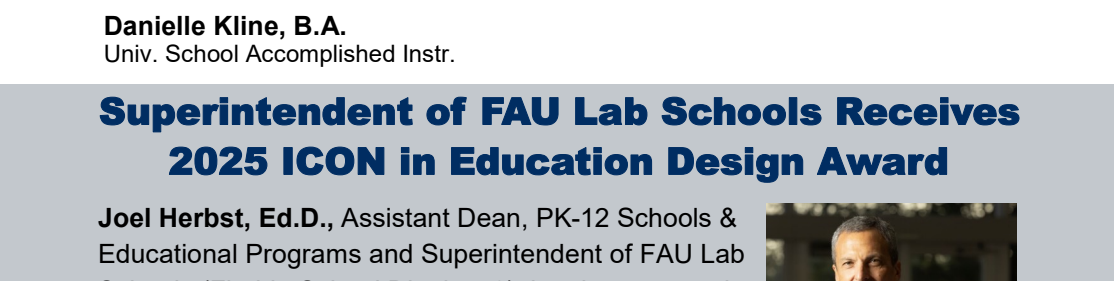 Danielle Kline, B.A.
Univ. School Accomplished Instr.
Superintendent of FAU Lab Schools Receives
2025 ICON in Education Design Award
Joel Herbst, Ed.D., Assistant Dean, PK-12 Schools &
Educational Programs and Superintendent of FAU Lab